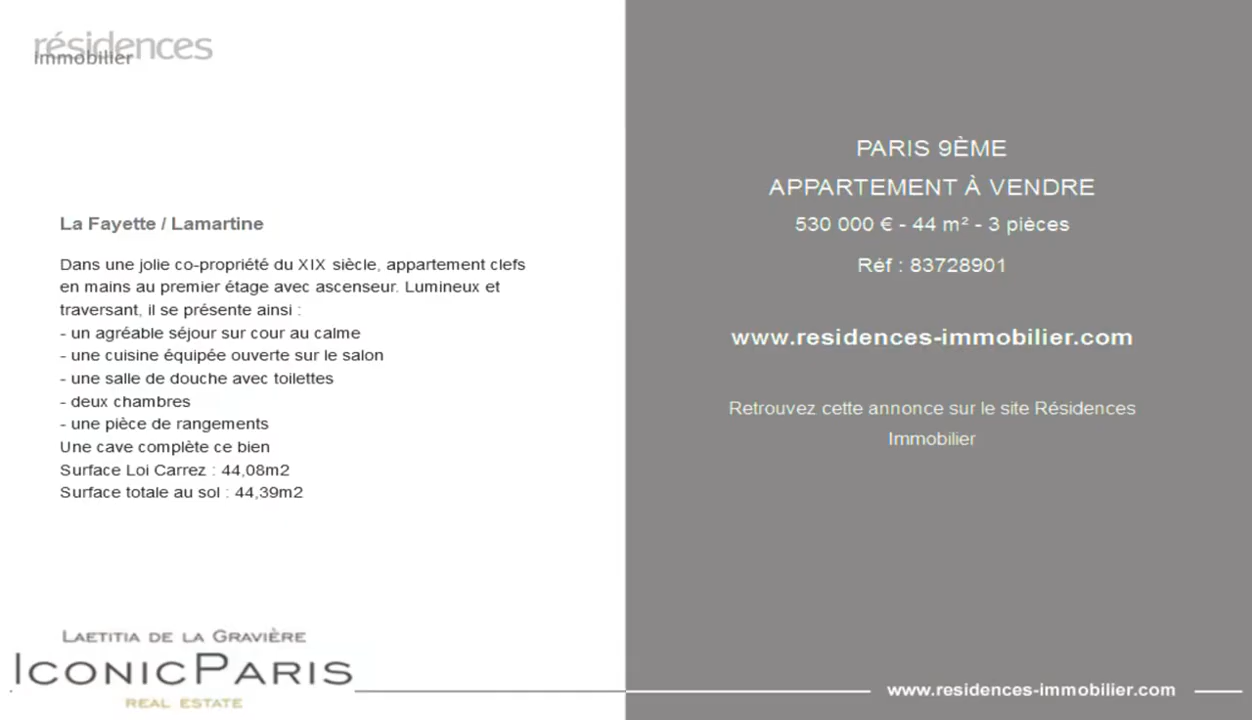 résidences
Immobilier
La Fayette / Lamartine
Dans une jolie co-propriété du XIX siècle, appartement clefs
en mains au premier étage avec ascenseur. Lumineux et
traversant, il se présente ainsi :
- un agréable séjour sur cour au calme
- une cuisine équipée ouverte sur le salon
- une salle de douche avec toilettes
- deux chambres
- une pièce de rangements
Une cave complète ce bien
Surface Loi Carrez : 44,08m2
Surface totale au sol : 44,39m2
LAETITIA DE LA GRAVIÈRE
ICONICPARIS
REAL ESTATE
PARIS 9ÈME
APPARTEMENT À VENDRE
530 000 € - 44 m² - 3 pièces
Réf : 83728901
www.residences-immobilier.com
Retrouvez cette annonce sur le site Résidences
Immobilier
www.residences-immobilier.com